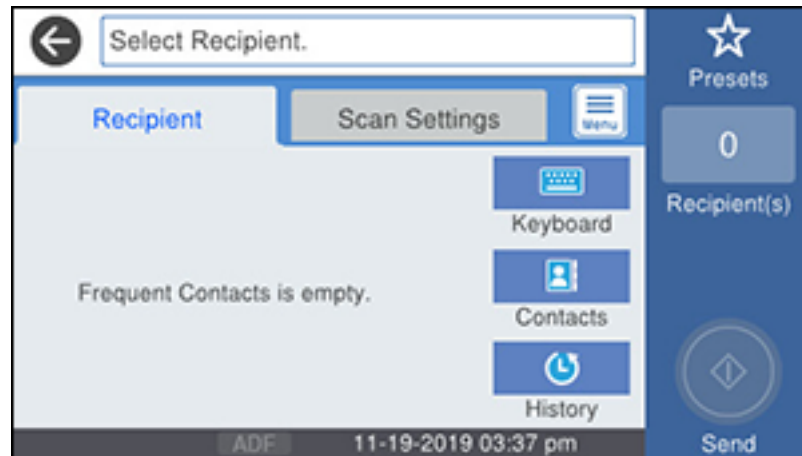 Select Recipient.
Presets
Recipient
Scan Settings
Menu
0
Recipient(s)
Keyboard
Frequent Contacts is empty.
Contacts
History
ADF
11-19-2019 03:37 pm
Send